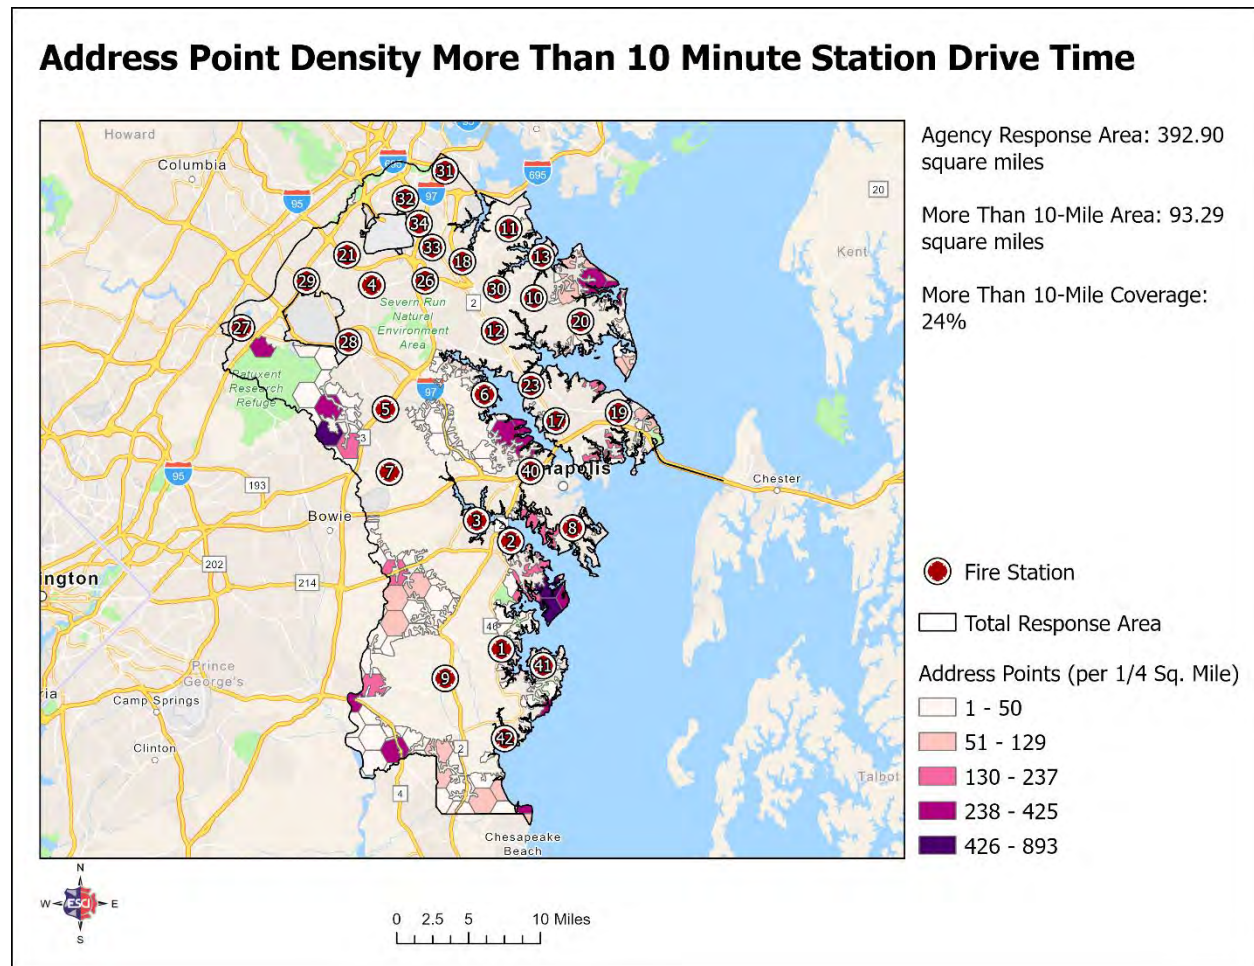 Address Point Density More Than 10 Minute Station Drive Time
Agency Response Area: 392.90
square miles
More Than 10-Mile Area: 93.29
square miles
More Than 10-Mile Coverage:
24%
Howard
Columbia
95
97
695
20
Kent
31
32
34
11
33
13
21
18
29
4
26
30
10
2
Severn Run
Natural
Environment
Area
20
27
12
28
Patuxent
Research
Refuge
97
23
6
5
19
17
3
95
7
40
napolis
193
Chester
Bowie
3
8
2
202
ington
214
46
1
41
Prince
George's
9
Camp Springs
Clinton
42
2
4
Talbot
Chesapeake
Beach
Fire Station
Total Response Area
Address Points (per 1/4 Sq. Mile)
1 - 50
51 - 129
130 - 237
238 - 425
426 - 893
N
W
ESCI
E
S
0 2.5 5 10 Miles